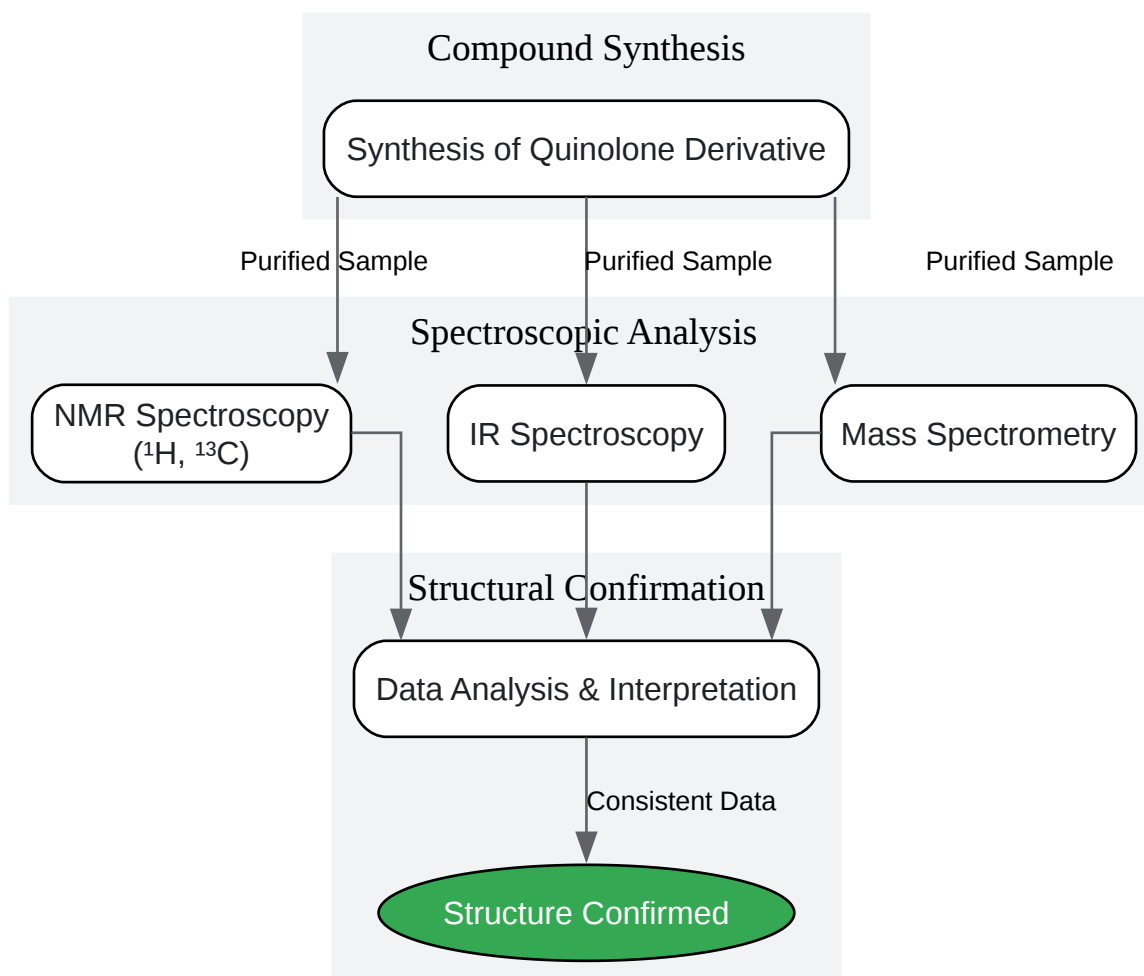 Compound Synthesis
Synthesis of Quinolone Derivative
Purified Sample
Purified Sample
Purified Sample
Spectroscopic Analysis
NMR Spectroscopy
(¹H, ¹³C)
IR Spectroscopy
Mass Spectrometry
Structural Confirmation
Data Analysis & Interpretation
Consistent Data
Structure Confirmed